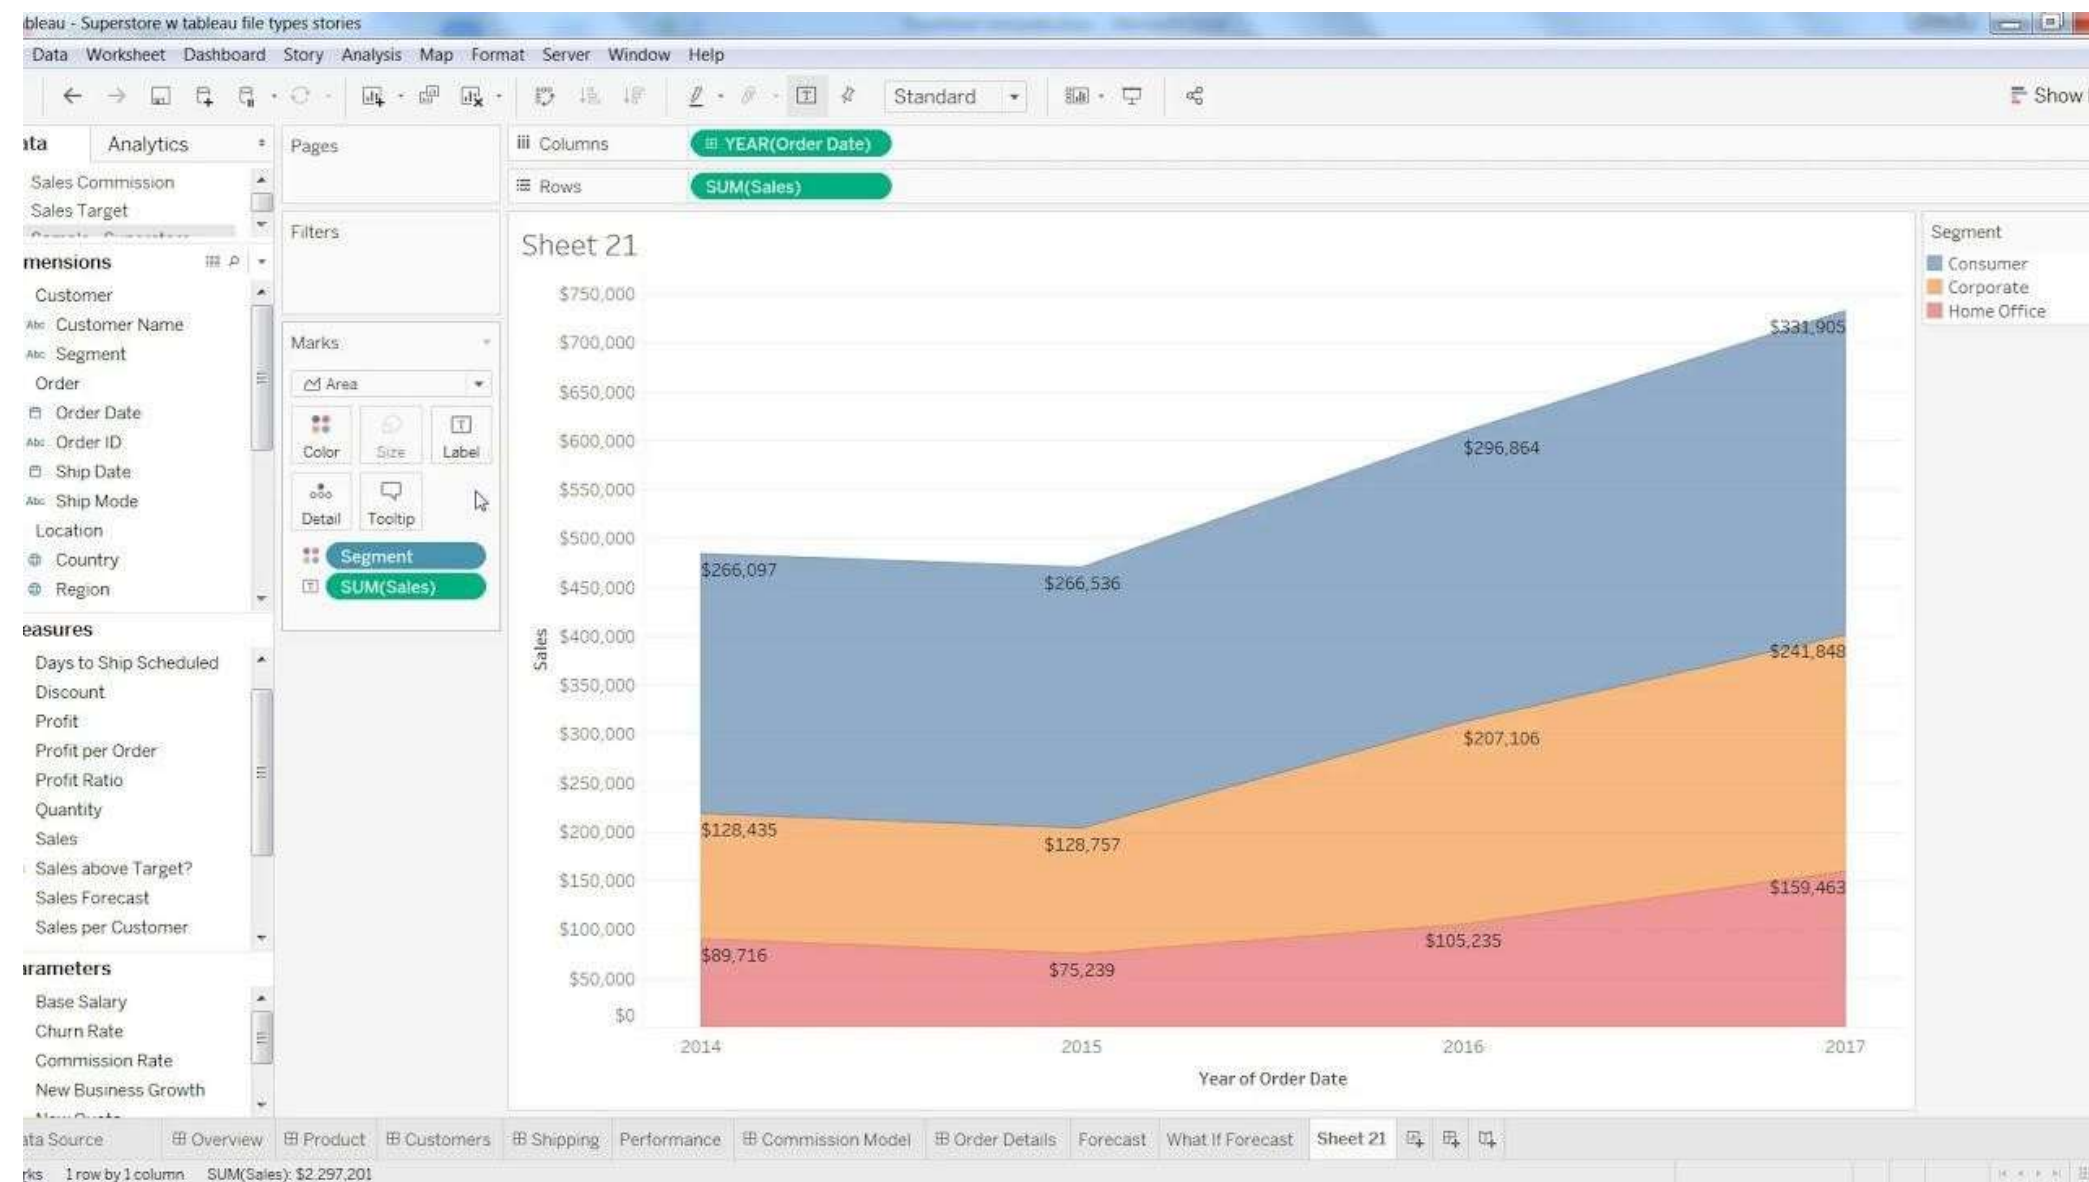 bleau - Superstore w tableau file types stories
Data Worksheet Dashboard Story Analysis Map Format Server Window Help
Standard
Show
ata Analytics
Sales Commission
Sales Target
mensions
Customer
Abc Customer Name
Abc Segment
Order
Order Date
Abc Order ID
Ship Date
Abc Ship Mode
Location
Country
Region
easures
Days to Ship Scheduled
Discount
Profit
Profit per Order
Profit Ratio
Quantity
Sales
Sales above Target?
Sales Forecast
Sales per Customer
arameters
Base Salary
Churn Rate
Commission Rate
New Business Growth
Pages
Filters
Marks
Area
Color Size Label
Detail Tooltip
Segment
SUM(Sales)
iii Columns YEAR(Order Date)
Rows SUM(Sales)
Sheet 21
$750,000
$700,000
$650,000
$600,000
$550,000
$500,000
$450,000
$400,000
$350,000
$300,000
$250,000
$200,000
$150,000
$100,000
$50,000
$0
Sales
$331,905
$296,864
$266,097
$266,536
$241,848
$207,106
$128,435
$128,757
$159,463
$105,235
$89,716
$75,239
2014 2015 2016 2017
Year of Order Date
Segment
Consumer
Corporate
Home Office
ata Source Overview Product Customers Shipping Performance Commission Model Order Details Forecast What If Forecast Sheet 21
rks 1 row by 1 column SUM(Sales): $2,297,201